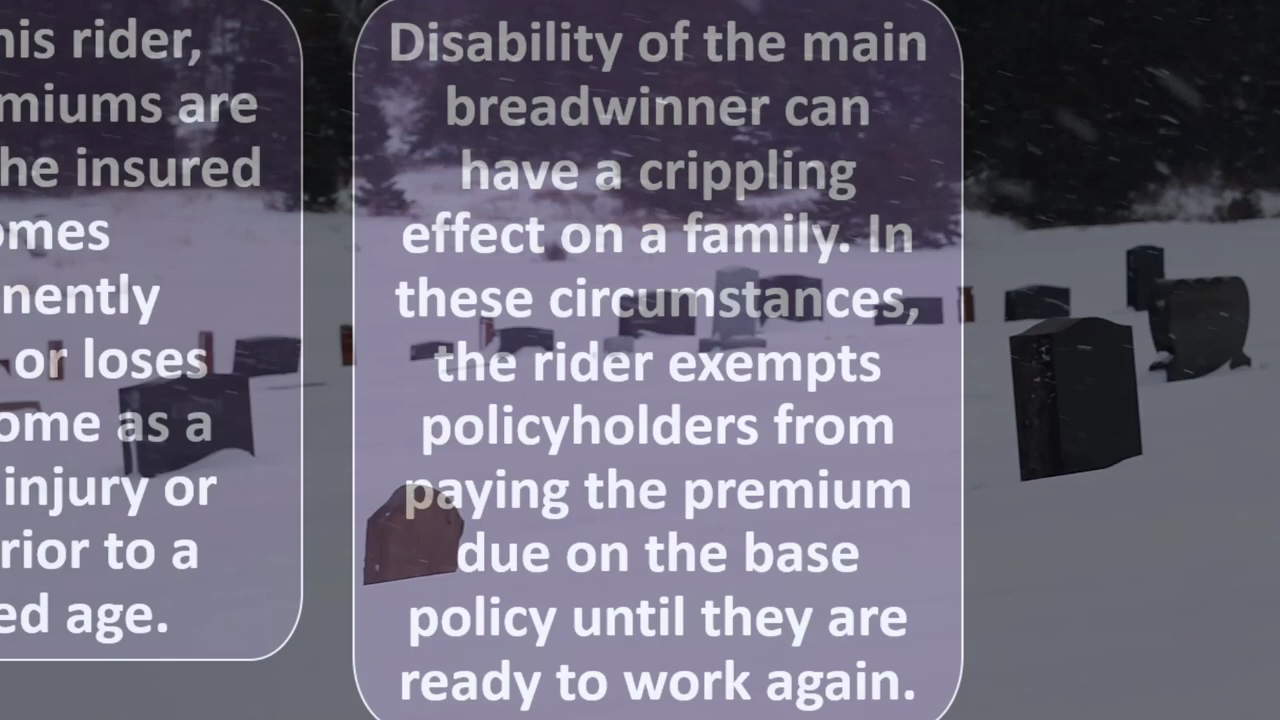 his rider,
miums are
he insured
omes
nently
or loses
ome as a
injury or
rior to a
ed age.
Disability of the main
breadwinner can
have a crippling
effect on a family. In
these circumstances,
the rider exempts
policyholders from
paying the premium
due on the base
policy until they are
ready to work again.